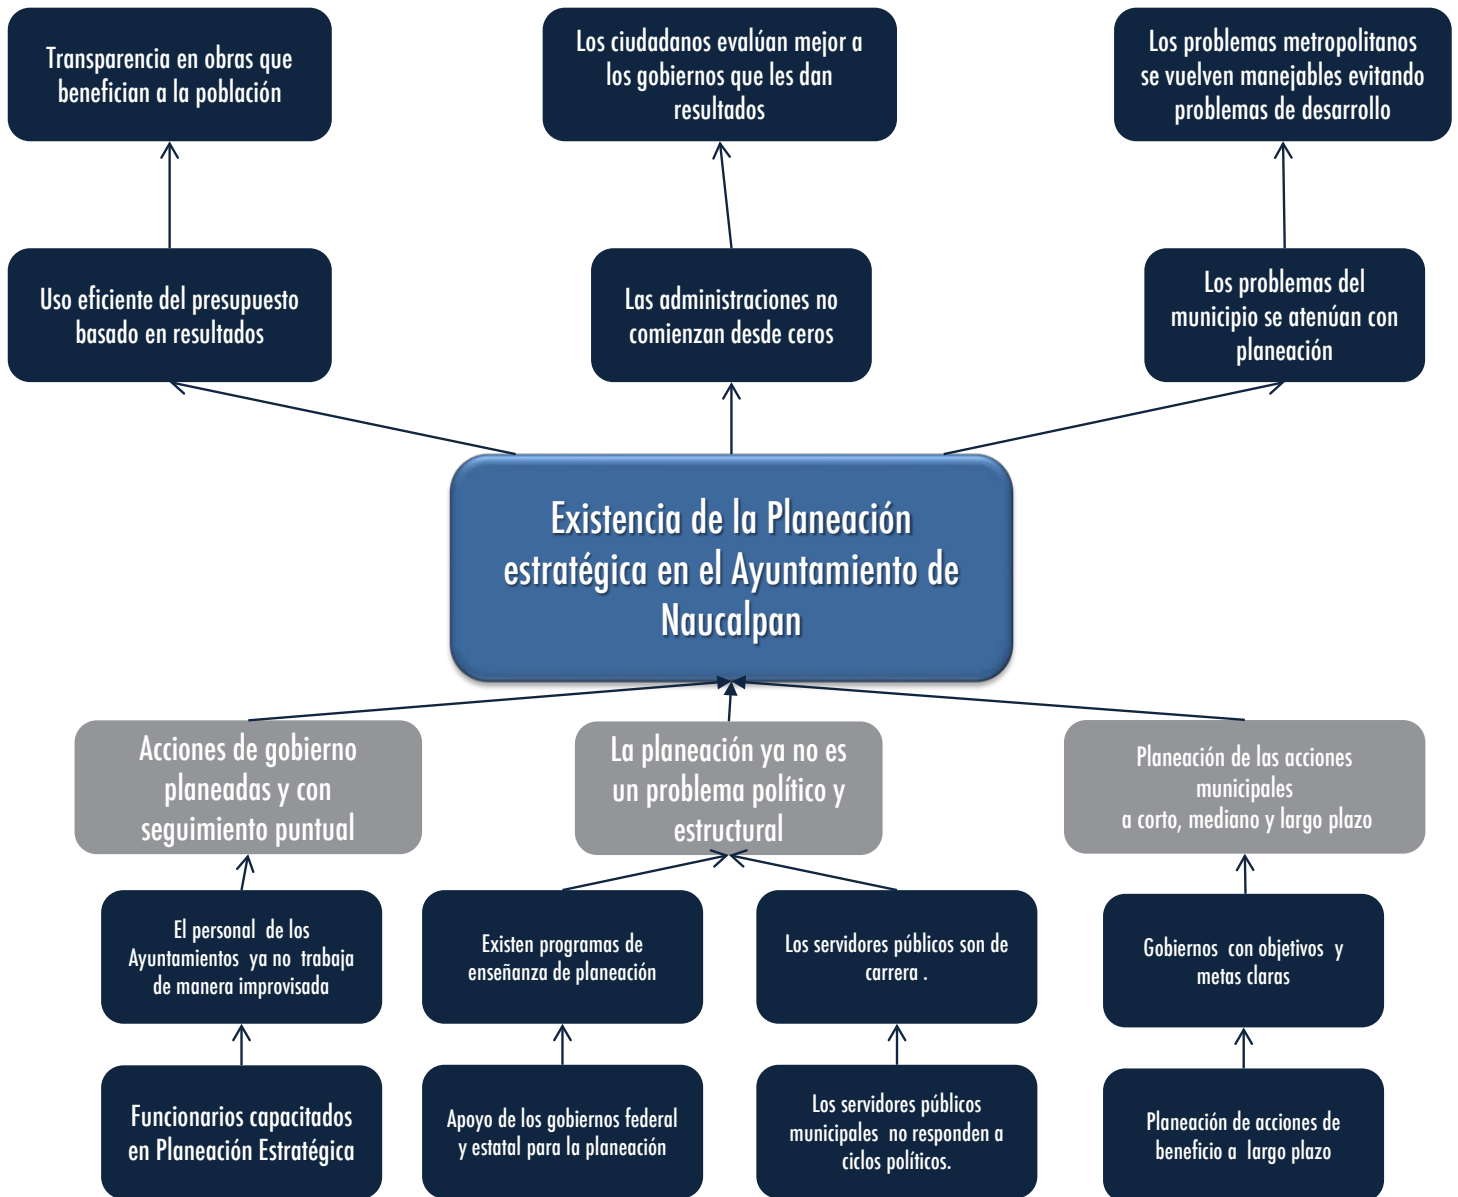 Transparencia en obras que
benefician a la población
Los ciudadanos evalúan mejor a
los gobiernos que les dan
resultados
Los problemas metropolitanos
se vuelven manejables evitando
problemas de desarrollo
Uso eficiente del presupuesto
basado en resultados
Las administraciones no
comienzan desde ceros
Los problemas del
municipio se atenúan con
planeación
Existencia de la Planeación
estratégica en el Ayuntamiento de
Naucalpan
Acciones de gobierno
planeadas y con
seguimiento puntual
La planeación ya no es
un problema político y
estructural
Planeación de las acciones
municipales
a corto, mediano y largo plazo
El personal de los
Ayuntamientos ya no trabaja
de manera improvisada
Existen programas de
enseñanza de planeación
Los servidores públicos son de
carrera .
Gobiernos con objetivos y
metas claras
Funcionarios capacitados
en Planeación Estratégica
Apoyo de los gobiernos federal
y estatal para la planeación
Los servidores públicos
municipales no responden a
ciclos políticos.
Planeación de acciones de
beneficio a largo plazo